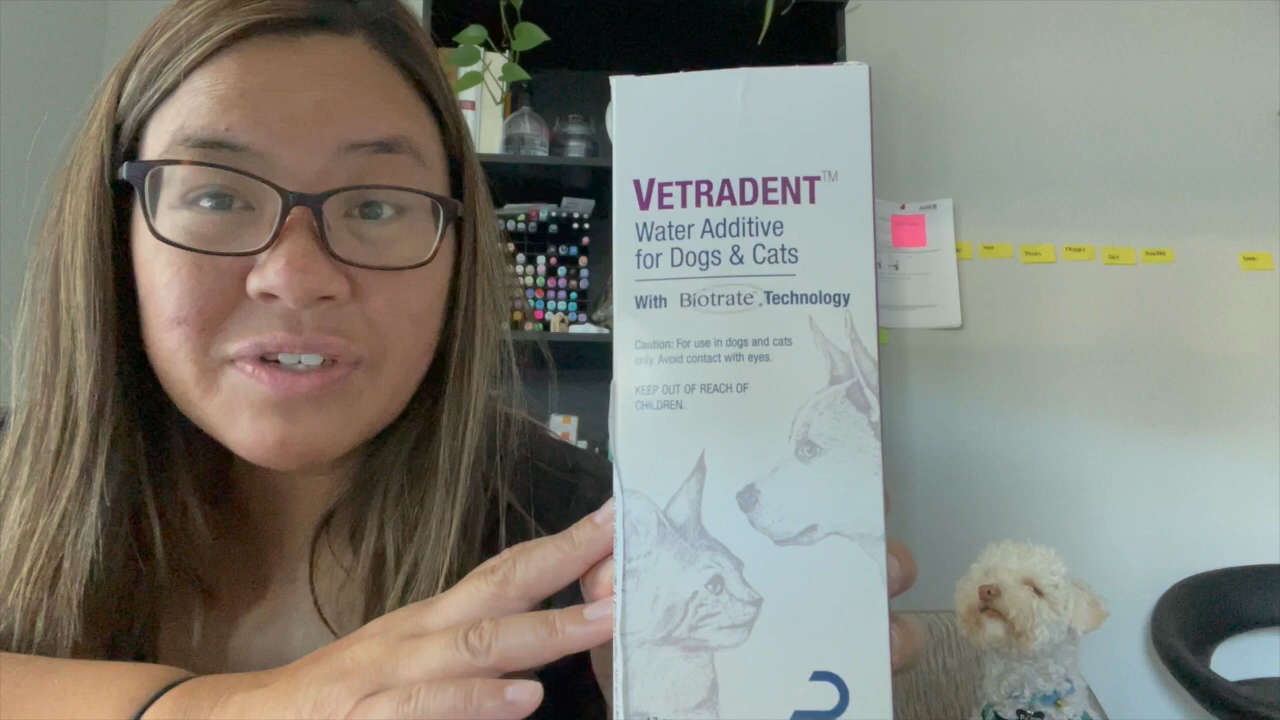 VETRADENT™
Water Additive
for Dogs & Cats
With Biotrate Technology
Caution: For use in dogs and cats
only. Avoid contact with eyes.
KEEP OUT OF REACH OF
CHILDREN.